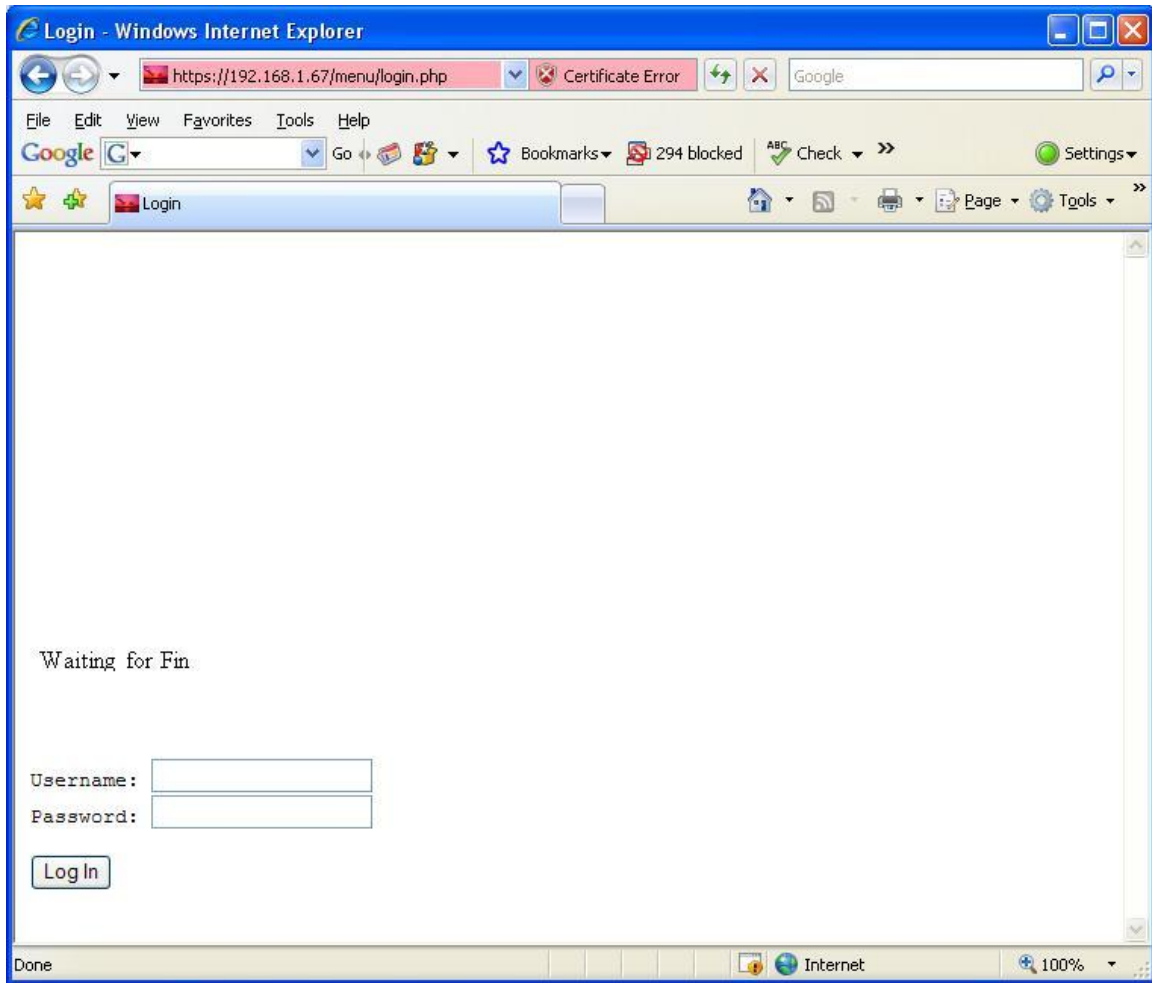 Login - Windows Internet Explorer
https://192.168.1.67/menu/login.php Certificate Error Google
File Edit View Favorites Tools Help
Google G Go Bookmarks 294 blocked ABC Check >> Settings
Login Page Tools >>
Waiting for Fin
Username:
Password:
Log In
Done Internet 100%